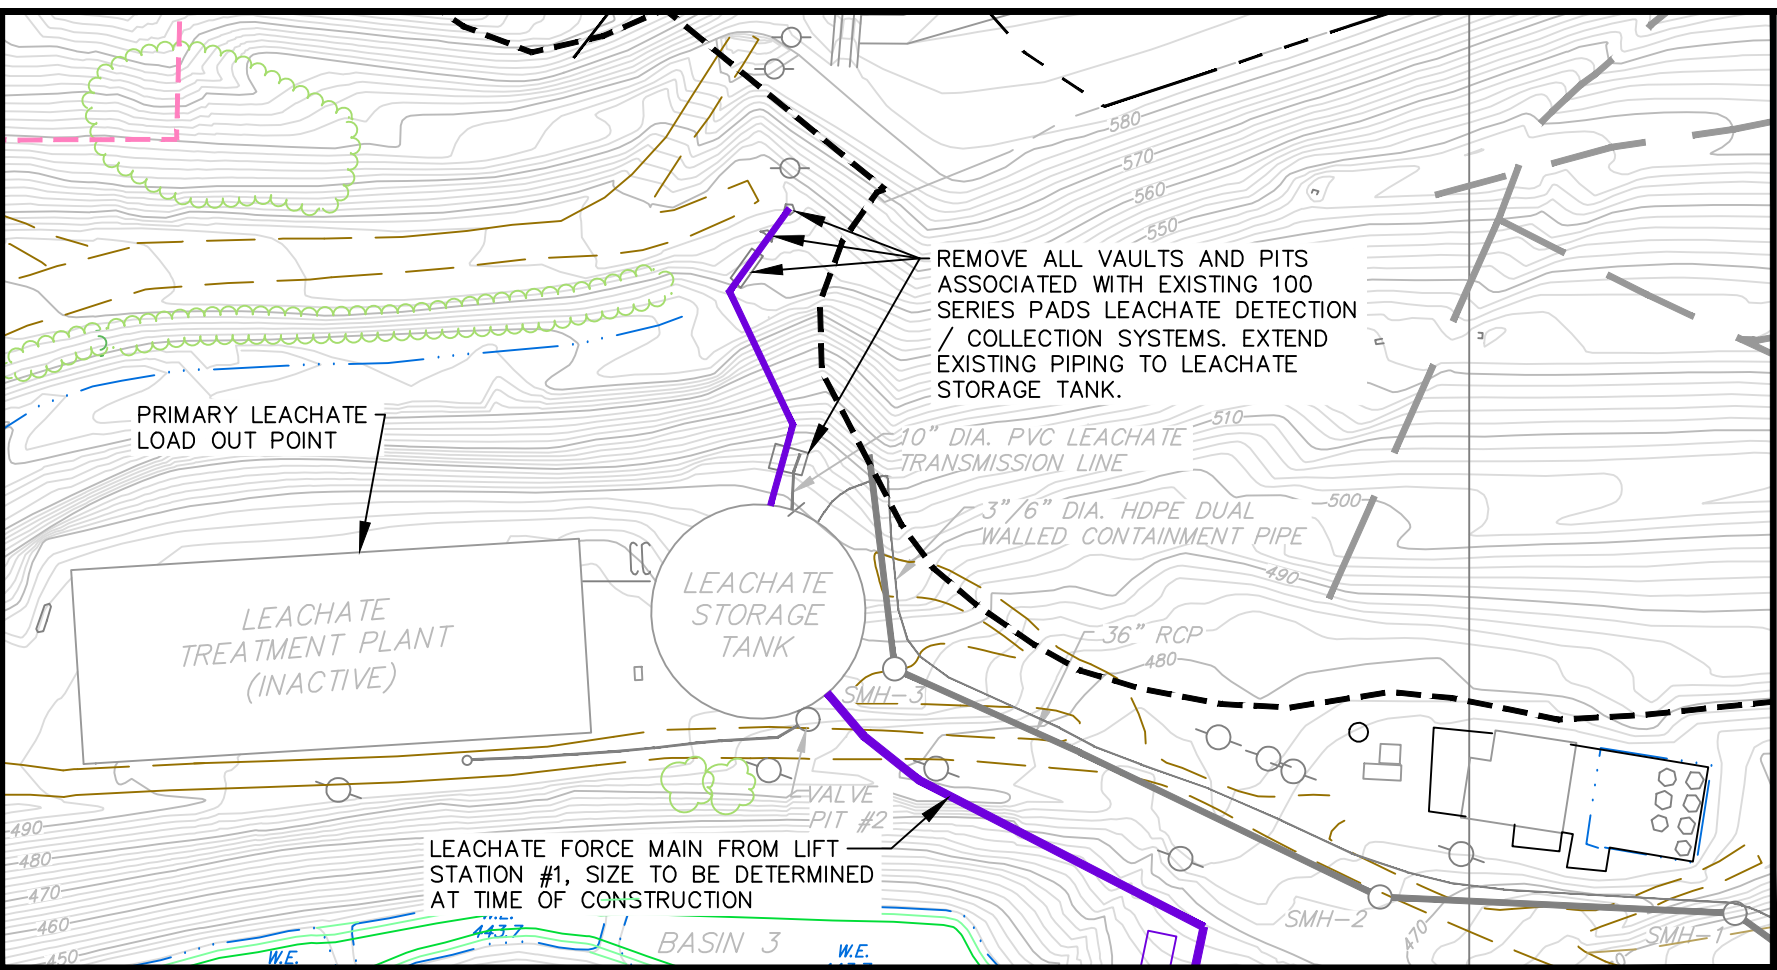 580
570
560
550
REMOVE ALL VAULTS AND PITS
ASSOCIATED WITH EXISTING 100
SERIES PADS LEACHATE DETECTION
/ COLLECTION SYSTEMS. EXTEND
EXISTING PIPING TO LEACHATE
STORAGE TANK.
PRIMARY LEACHATE
LOAD OUT POINT
510
10" DIA. PVC LEACHATE
TRANSMISSION LINE
500
3"/6" DIA. HDPE DUAL
WALLED CONTAINMENT PIPE
490
LEACHATE
STORAGE
TANK
LEACHATE
TREATMENT PLANT
(INACTIVE)
36" RCP
480
SMH-3
VALVE
PIT #2
490
480
470
460
450
LEACHATE FORCE MAIN FROM LIFT
STATION #1, SIZE TO BE DETERMINED
AT TIME OF CONSTRUCTION
W.E.
443.7
W.E.
BASIN 3
W.E.
SMH-2
470
SMH-1